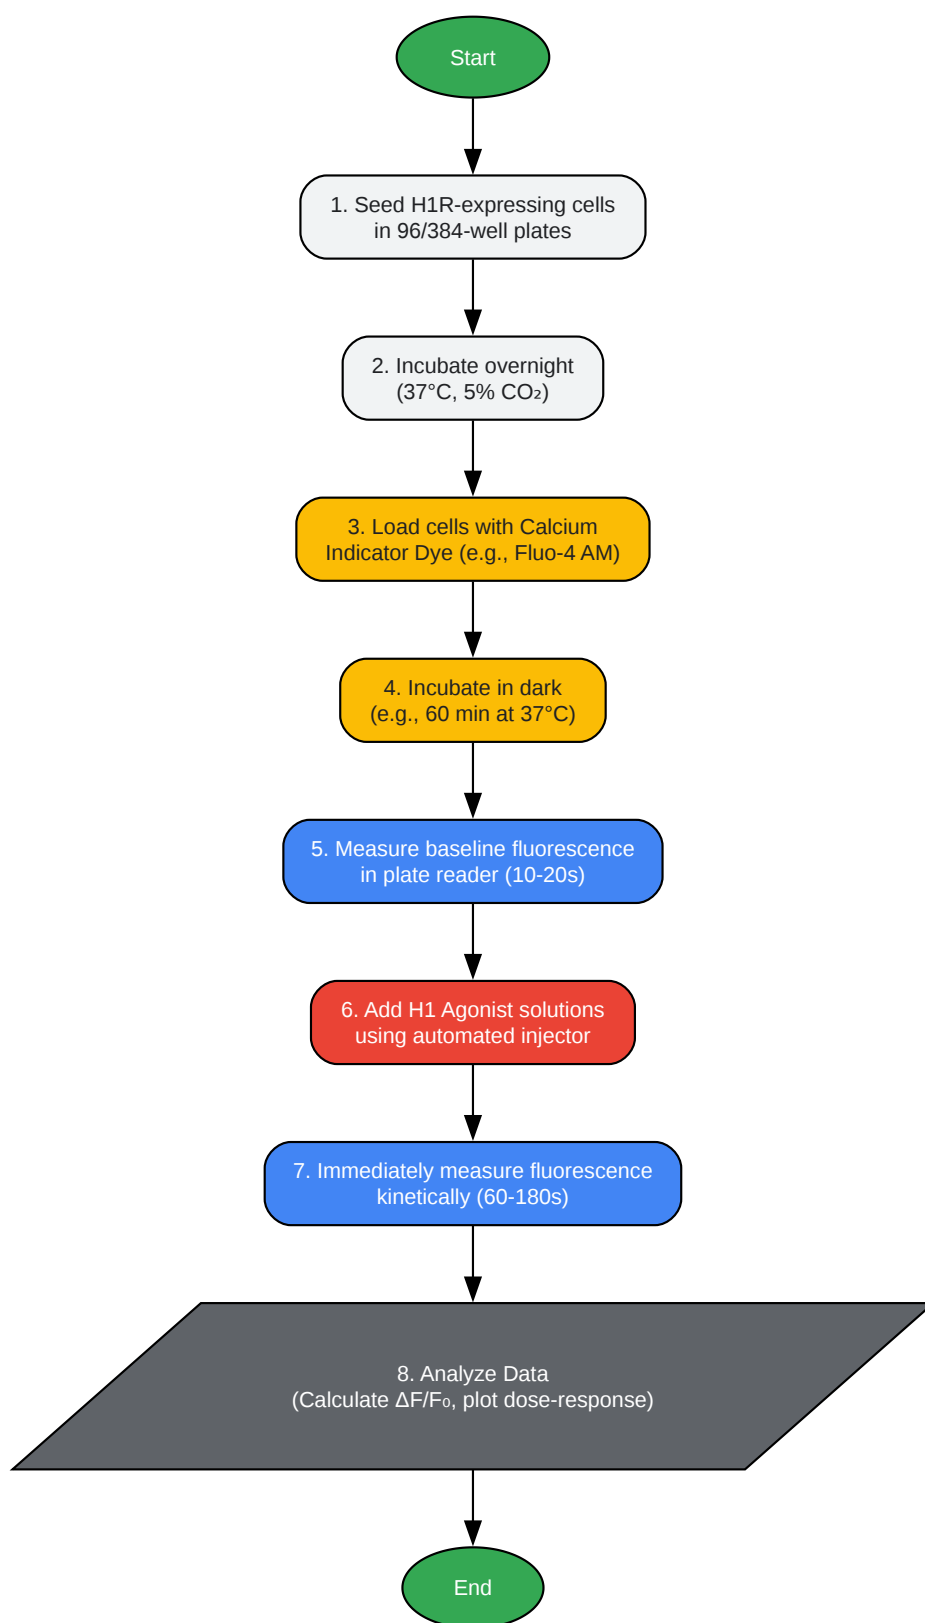 Start
1. Seed H1R-expressing cells
in 96/384-well plates
2. Incubate overnight
(37°C, 5% CO₂)
3. Load cells with Calcium
Indicator Dye (e.g., Fluo-4 AM)
4. Incubate in dark
(e.g., 60 min at 37°C)
5. Measure baseline fluorescence
in plate reader (10-20s)
6. Add H1 Agonist solutions
using automated injector
7. Immediately measure fluorescence
kinetically (60-180s)
8. Analyze Data
(Calculate ΔF/F₀, plot dose-response)
End